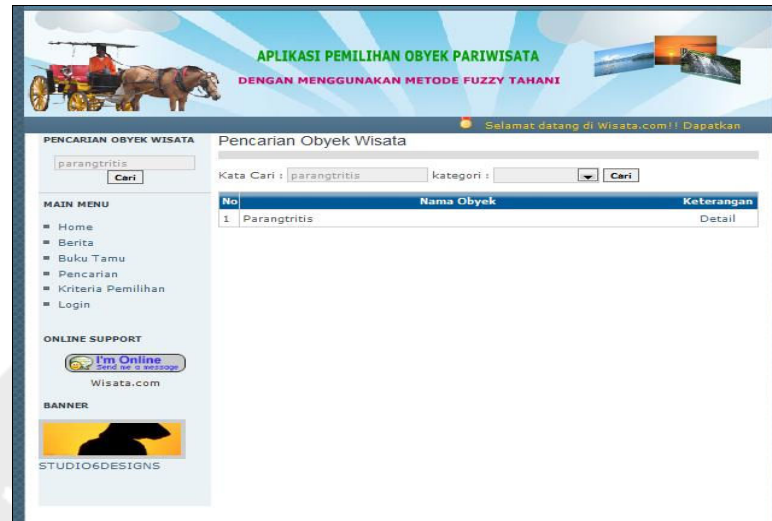 APLIKASI PEMILIHAN OBYEK PARIWISATA
DENGAN MENGGUNAKAN METODE FUZZY TAHANI
Selamat datang di Wisata.com!! Dapatkan
PENCARIAN OBYEK WISATA
parangtritis
Cari
MAIN MENU
Home
Berita
Buku Tamu
Pencarian
Kriteria Pemilihan
Login
ONLINE SUPPORT
I'm Online
Send me a message
Wisata.com
BANNER
STUDIO6DESIGNS
Pencarian Obyek Wisata
Kata Cari : parangtritis kategori : Cari
No Nama Obyek Keterangan
1 Parangtritis Detail